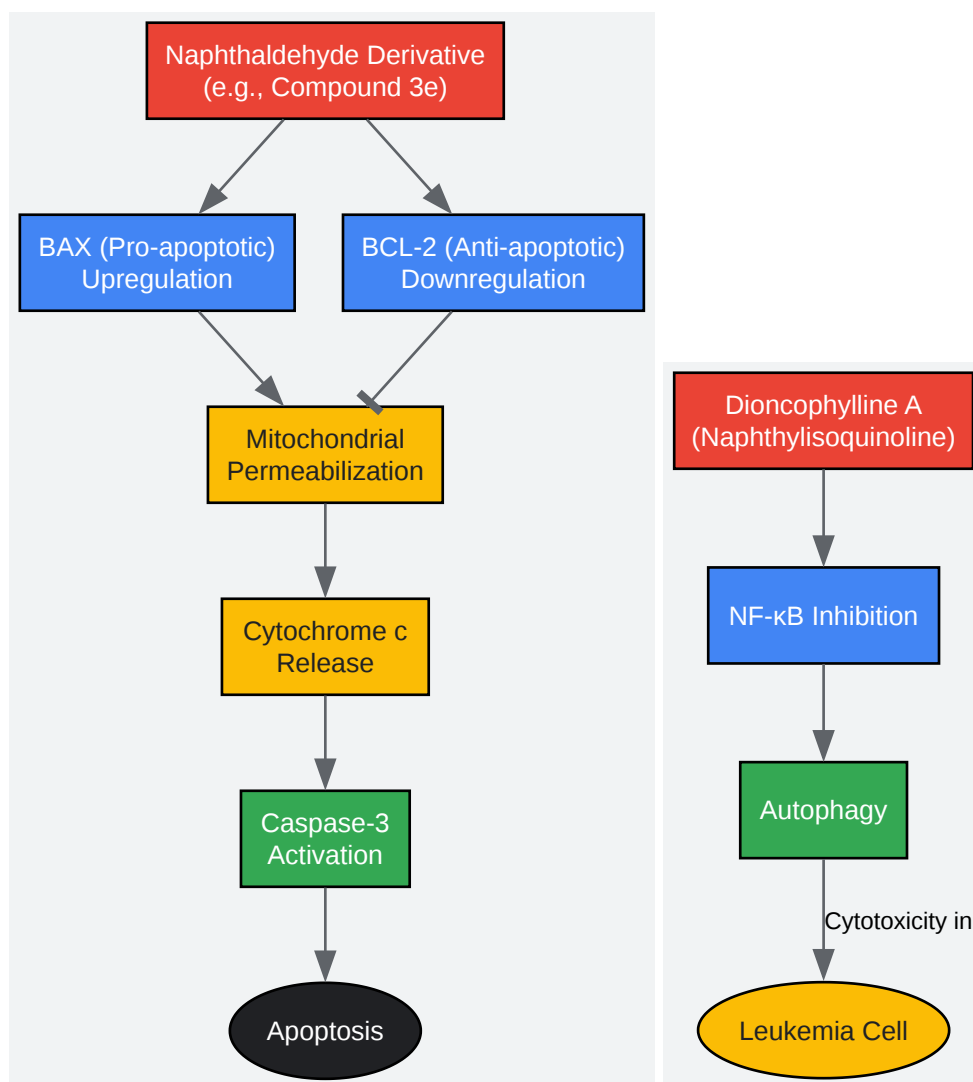 Naphthaldehyde Derivative
(e.g., Compound 3e)
BAX (Pro-apoptotic)
Upregulation
BCL-2 (Anti-apoptotic)
Downregulation
Mitochondrial
Permeabilization
Cytochrome c
Release
Caspase-3
Activation
Apoptosis
Dioncophylline A
(Naphthylisoquinoline)
NF-κB Inhibition
Autophagy
Cytotoxicity in
Leukemia Cell